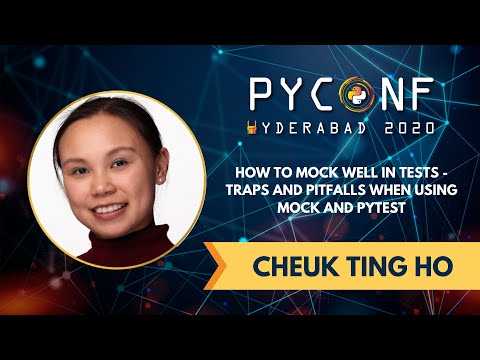 PYCONF
HYDERABAD 2020
HOW TO MOCK WELL IN TESTS -
TRAPS AND PITFALLS WHEN USING
MOCK AND PYTEST
CHEUK TING HO